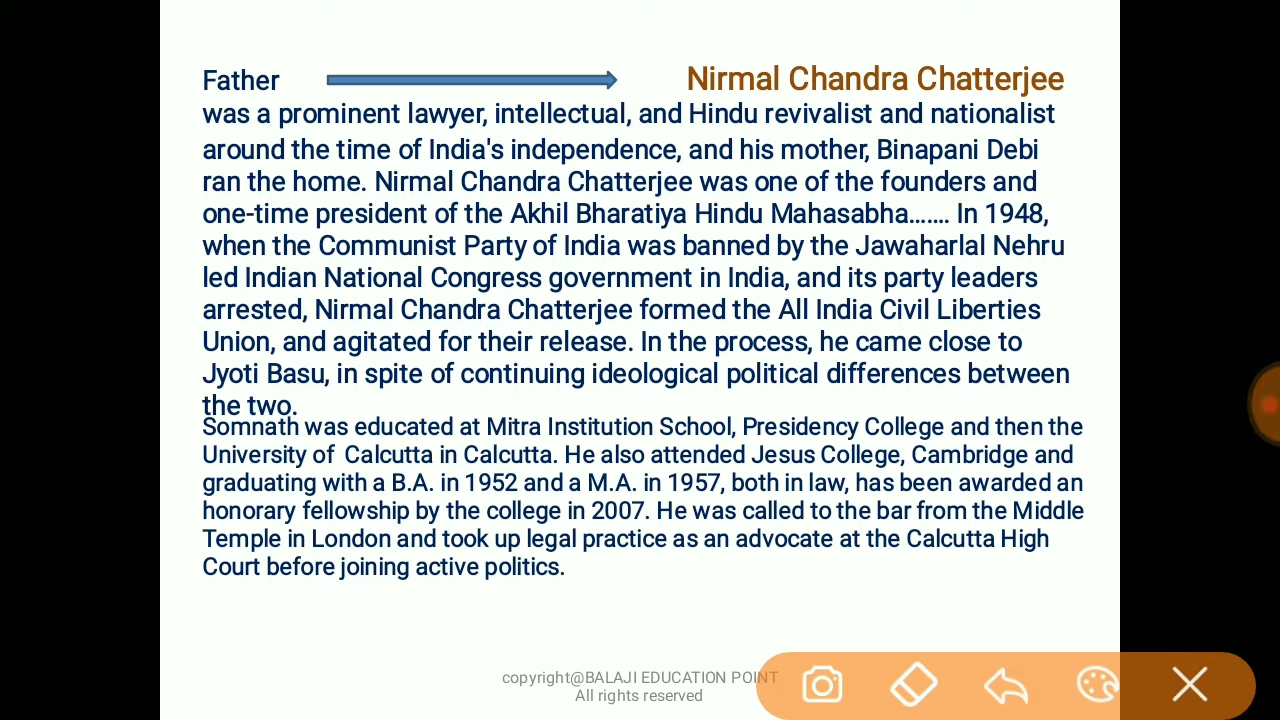 Father Nirmal Chandra Chatterjee
was a prominent lawyer, intellectual, and Hindu revivalist and nationalist
around the time of India's independence, and his mother, Binapani Debi
ran the home. Nirmal Chandra Chatterjee was one of the founders and
one-time president of the Akhil Bharatiya Hindu Mahasabha....... In 1948,
when the Communist Party of India was banned by the Jawaharlal Nehru
led Indian National Congress government in India, and its party leaders
arrested, Nirmal Chandra Chatterjee formed the All India Civil Liberties
Union, and agitated for their release. In the process, he came close to
Jyoti Basu, in spite of continuing ideological political differences between
the two.
Somnath was educated at Mitra Institution School, Presidency College and then the
University of Calcutta in Calcutta. He also attended Jesus College, Cambridge and
graduating with a B.A. in 1952 and a M.A. in 1957, both in law, has been awarded an
honorary fellowship by the college in 2007. He was called to the bar from the Middle
Temple in London and took up legal practice as an advocate at the Calcutta High
Court before joining active politics.
copyright@BALAJI EDUCATION POINT
All rights reserved